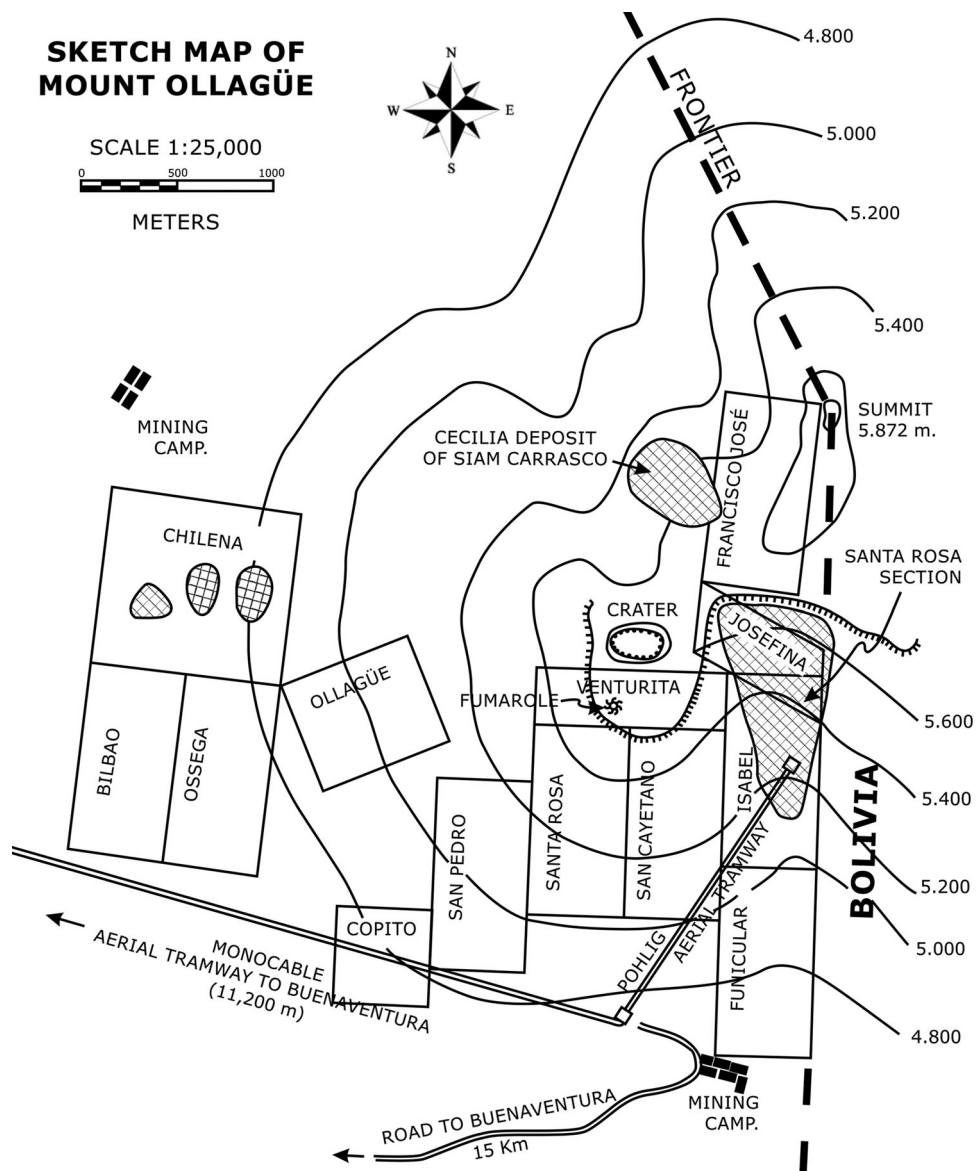 SKETCH MAP OF
MOUNT OLLAGÜE
SCALE 1:25,000
0 500 1000
METERS
N
W E
S
4.800
FRONTIER
5.000
5.200
5.400
SUMMIT
5.872 m.
MINING
CAMP.
CECILIA DEPOSIT
OF SIAM CARRASCO
FRANCISCO JOSÉ
CHILENA
SANTA ROSA
SECTION
CRATER
JOSEFINA
OLLAGÜE
VENTURITA
FUMAROLE
5.600
BILBAO
OSSEGA
ISABEL
5.400
SAN PEDRO
SANTA ROSA
SAN CAYETANO
BOLIVIA
5.200
COPITO
POHLIG
AERIAL TRAMWAY
FUNICULAR
5.000
MONOCABLE
AERIAL TRAMWAY TO BUENAVENTURA
(11,200 m)
4.800
ROAD TO BUENAVENTURA
15 Km
MINING
CAMP.